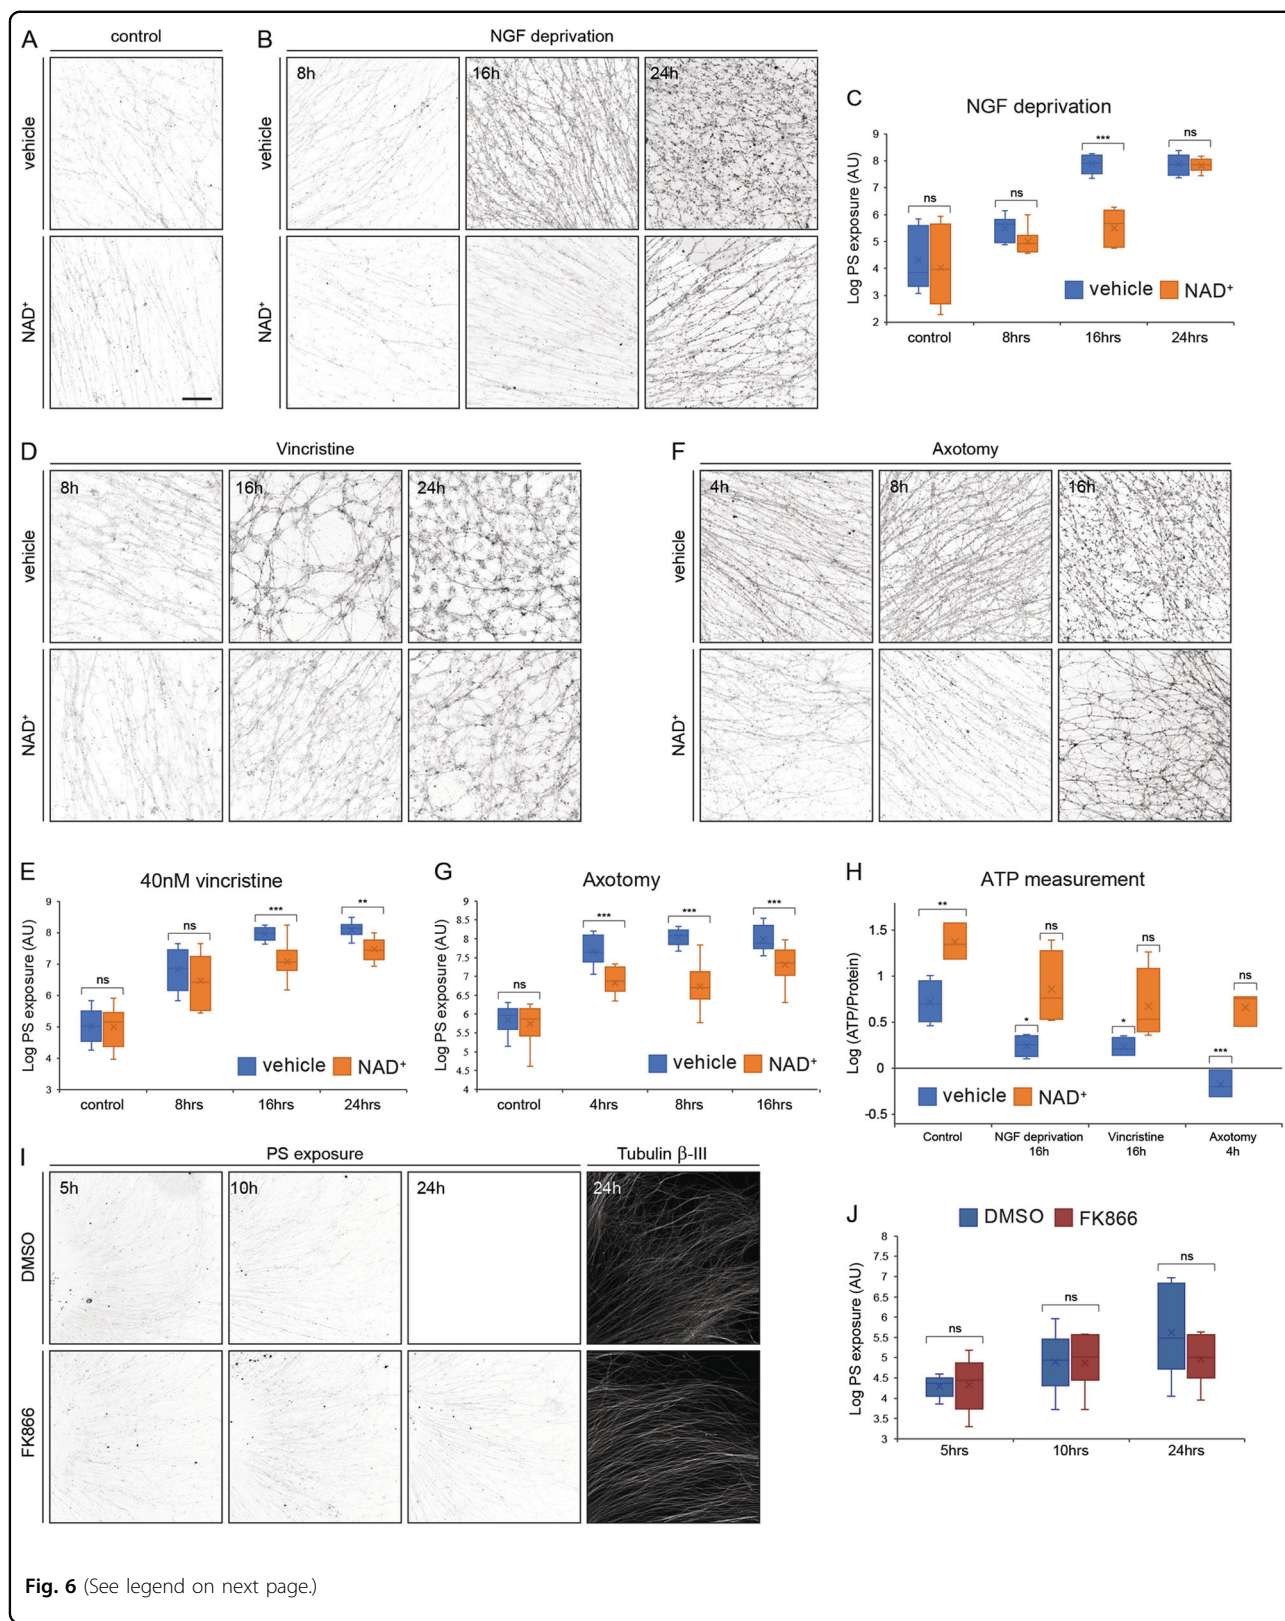 A
control
B
NGF deprivation
vehicle
NAD⁺
8h
16h
24h
vehicle
NAD⁺
C
NGF deprivation
Log PS exposure (AU)
9
8
7
6
5
4
3
2
ns
ns
***
ns
vehicle
NAD⁺
control
8hrs
16hrs
24hrs
D
Vincristine
8h
16h
24h
vehicle
NAD⁺
F
Axotomy
4h
8h
16h
vehicle
NAD⁺
E
40nM vincristine
Log PS exposure (AU)
9
8
7
6
5
4
3
ns
ns
***
**
vehicle
NAD⁺
control
8hrs
16hrs
24hrs
G
Axotomy
Log PS exposure (AU)
9
8.5
8
7.5
7
6.5
6
5.5
5
4.5
4
ns
***
***
***
vehicle
NAD⁺
control
4hrs
8hrs
16hrs
H
ATP measurement
Log (ATP/Protein)
1.5
1
0.5
0
-0.5
**
ns
*
ns
*
ns
***
vehicle
NAD⁺
Control
NGF deprivation
16h
Vincristine
16h
Axotomy
4h
I
PS exposure
Tubulin β-III
5h
10h
24h
24h
DMSO
FK866
J
DMSO
FK866
Log PS exposure (AU)
8
7.5
7
6.5
6
5.5
5
4.5
4
3.5
3
ns
ns
ns
5hrs
10hrs
24hrs
Fig. 6 (See legend on next page.)